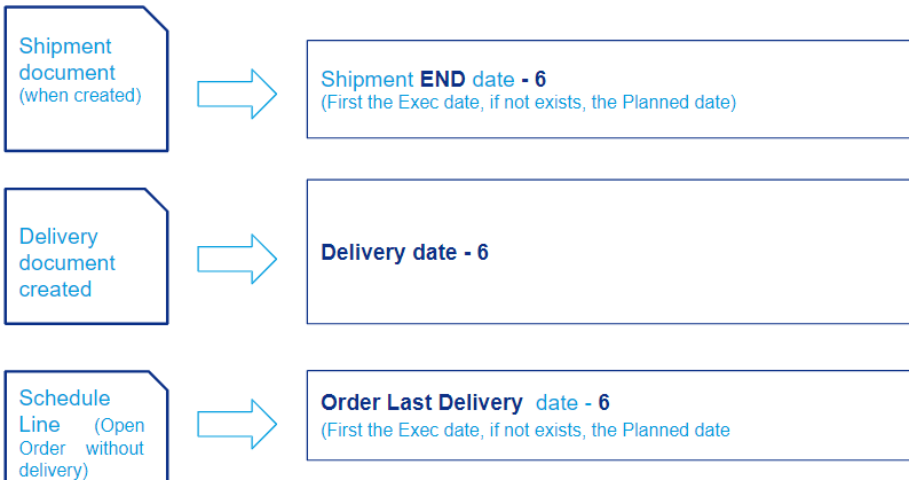 Shipment
document
(when created)
Shipment END date - 6
(First the Exec date, if not exists, the Planned date)
Delivery
document
created
Delivery date - 6
Schedule
Line (Open
Order without
delivery)
Order Last Delivery date - 6
(First the Exec date, if not exists, the Planned date